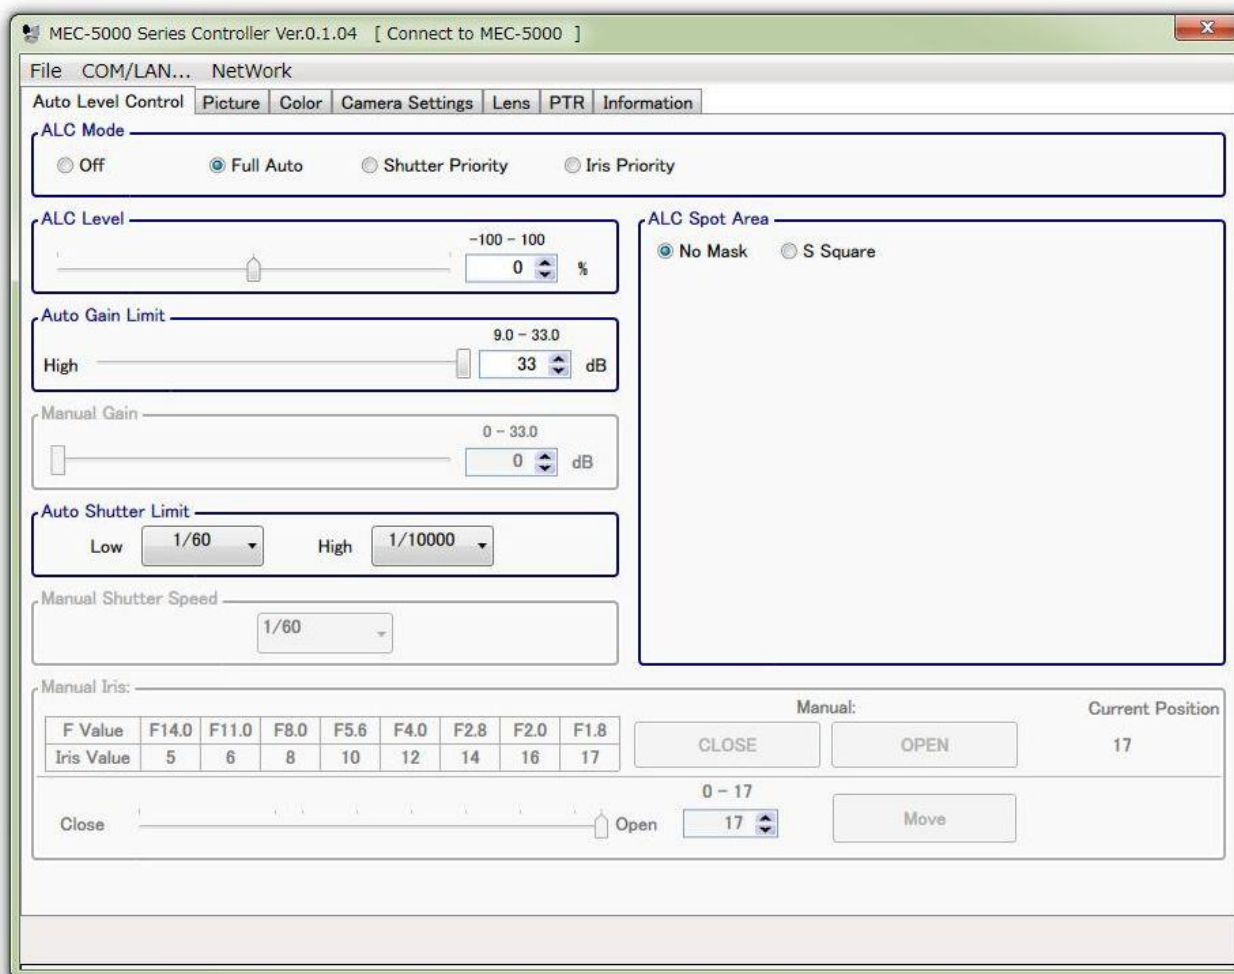 MEC-5000 Series Controller Ver.0.1.04 [ Connect to MEC-5000 ]
File COM/LAN... NetWork
Auto Level Control Picture Color Camera Settings Lens PTR Information
ALC Mode
Off Full Auto Shutter Priority Iris Priority
ALC Level
-100 - 100
0 %
Auto Gain Limit
9.0 - 33.0
High 33 dB
Manual Gain
0 - 33.0
0 dB
Auto Shutter Limit
Low 1/60 High 1/10000
Manual Shutter Speed
1/60
ALC Spot Area
No Mask S Square
Manual Iris:
F Value F14.0 F11.0 F8.0 F5.6 F4.0 F2.8 F2.0 F1.8
Iris Value 5 6 8 10 12 14 16 17
Manual:
CLOSE OPEN
Current Position
17
0 - 17
Close Open 17 Move